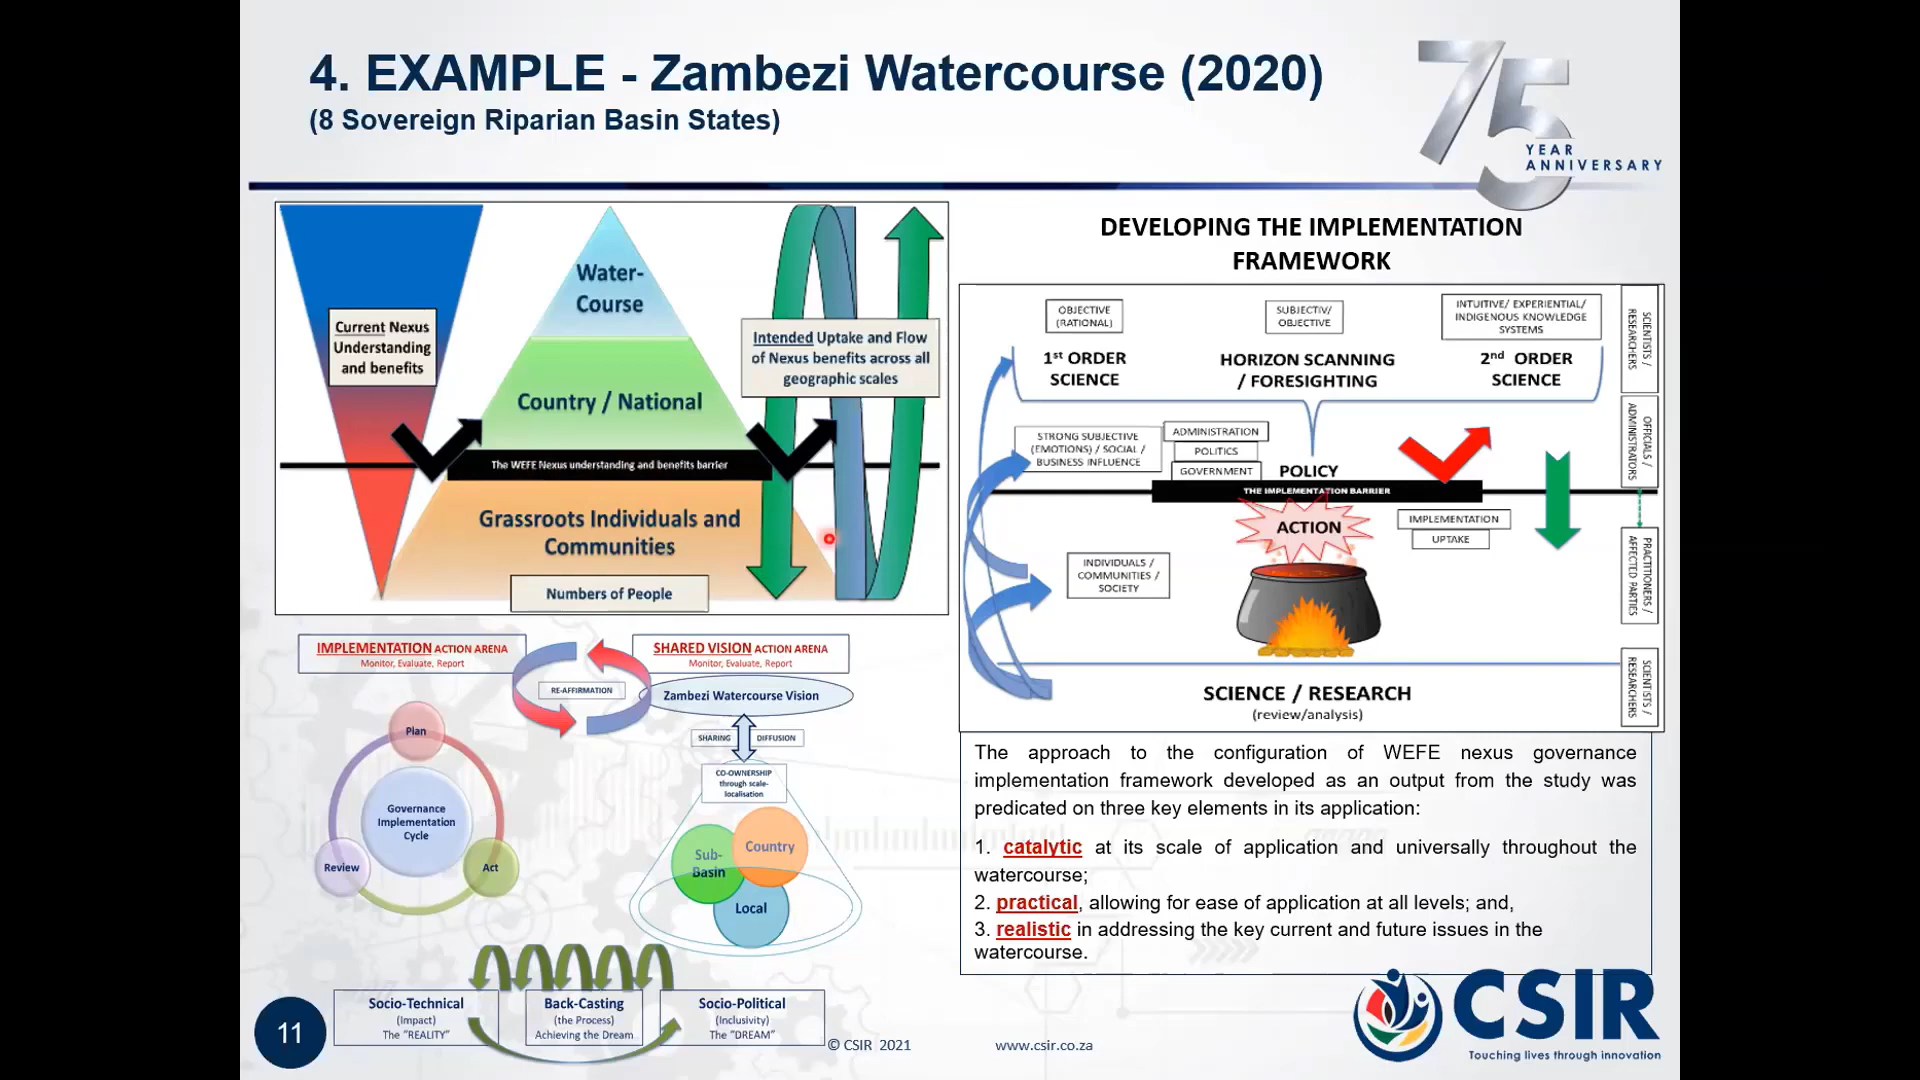 4. EXAMPLE - Zambezi Watercourse (2020)
(8 Sovereign Riparian Basin States)
75
YEAR
ANNIVERSARY
Water-
Course
Current Nexus
Understanding
and benefits
Intended Uptake and Flow
of Nexus benefits across all
geographic scales
Country / National
The WEFE Nexus understanding and benefits barrier
Grassroots Individuals and
Communities
Numbers of People
DEVELOPING THE IMPLEMENTATION
FRAMEWORK
OBJECTIVE
(RATIONAL)
SUBJECTIV/
OBJECTIVE
INTUITIVE/ EXPERIENTIAL/
INDIGENOUS KNOWLEDGE
SYSTEMS
1st ORDER
SCIENCE
HORIZON SCANNING
/ FORESIGHTING
2nd ORDER
SCIENCE
SCIENTISTS /
RESEARCHERS
STRONG SUBJECTIVE
(EMOTIONS) / SOCIAL /
BUSINESS INFLUENCE
ADMINISTRATION
POLITICS
GOVERNMENT
POLICY
OFFICIALS /
ADMINISTRATORS
THE IMPLEMENTATION BARRIER
ACTION
IMPLEMENTATION
UPTAKE
INDIVIDUALS /
COMMUNITIES /
SOCIETY
PRACTITIONERS /
AFFECTED PARTIES
SCIENCE / RESEARCH
(review/analysis)
SCIENTISTS /
RESEARCHERS
IMPLEMENTATION ACTION ARENA
Monitor, Evaluate, Report
SHARED VISION ACTION ARENA
Monitor, Evaluate, Report
RE-AFFIRMATION
Zambezi Watercourse Vision
SHARING
DIFFUSION
CO-OWNERSHIP
through scale-
localisation
Plan
Governance
Implementation
Cycle
Review
Act
Sub-
Basin
Country
Local
Socio-Technical
(Impact)
The "REALITY"
Back-Casting
(the Process)
Achieving the Dream
Socio-Political
(Inclusivity)
The "DREAM"
The approach to the configuration of WEFE nexus governance
implementation framework developed as an output from the study was
predicated on three key elements in its application:
1. catalytic at its scale of application and universally throughout the
watercourse;
2. practical, allowing for ease of application at all levels; and,
3. realistic in addressing the key current and future issues in the
watercourse.
11
© CSIR 2021
www.csir.co.za
CSIR
Touching lives through innovation